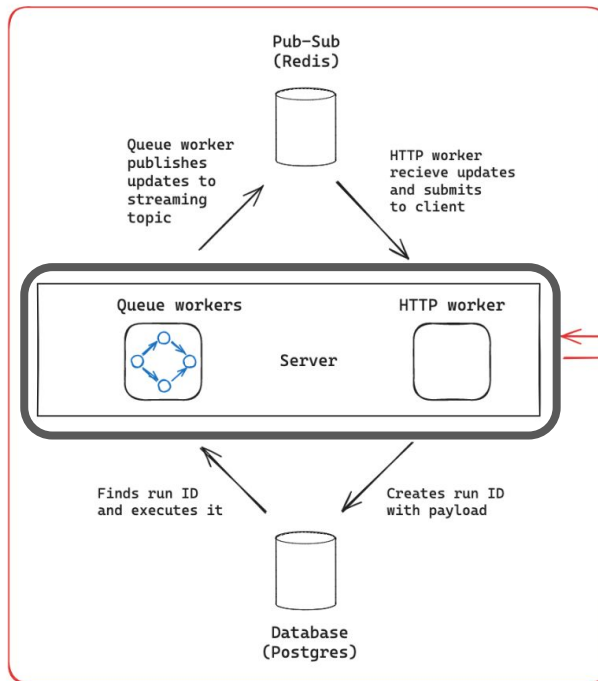 Pub-Sub
(Redis)
Queue worker
publishes
updates to
streaming
topic
HTTP worker
recieve updates
and submits
to client
Queue workers
HTTP worker
Server
Finds run ID
and executes it
Creates run ID
with payload
Database
(Postgres)